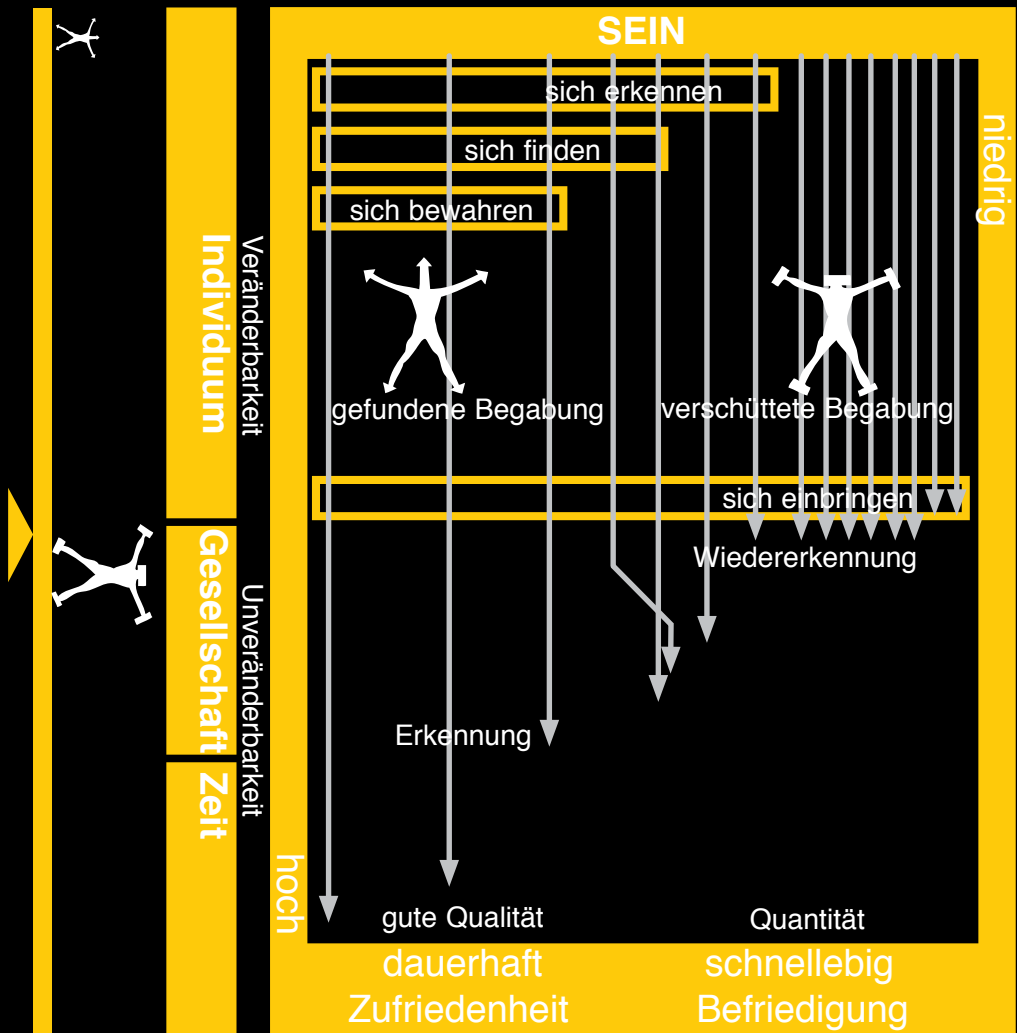 SEIN
sich erkennen
sich finden
sich bewahren
niedrig
Individuum
Veränderbarkeit
gefundene Begabung
verschüttete Begabung
sich einbringen
Wiedererkennung
Gesellschaft
Unveränderbarkeit
Erkennung
Zeit
hoch
gute Qualität
Quantität
dauerhaft
schnellebig
Zufriedenheit
Befriedigung